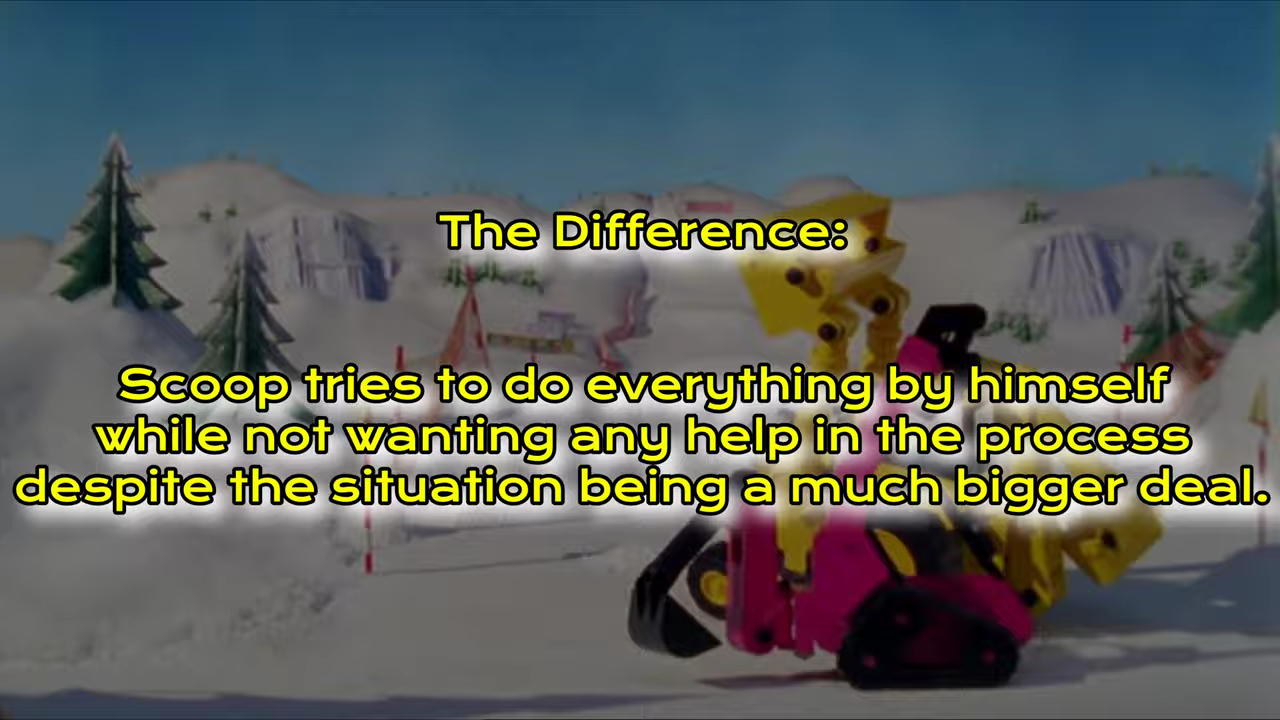 The Difference:
Scoop tries to do everything by himself
while not wanting any help in the process
despite the situation being a much bigger deal.